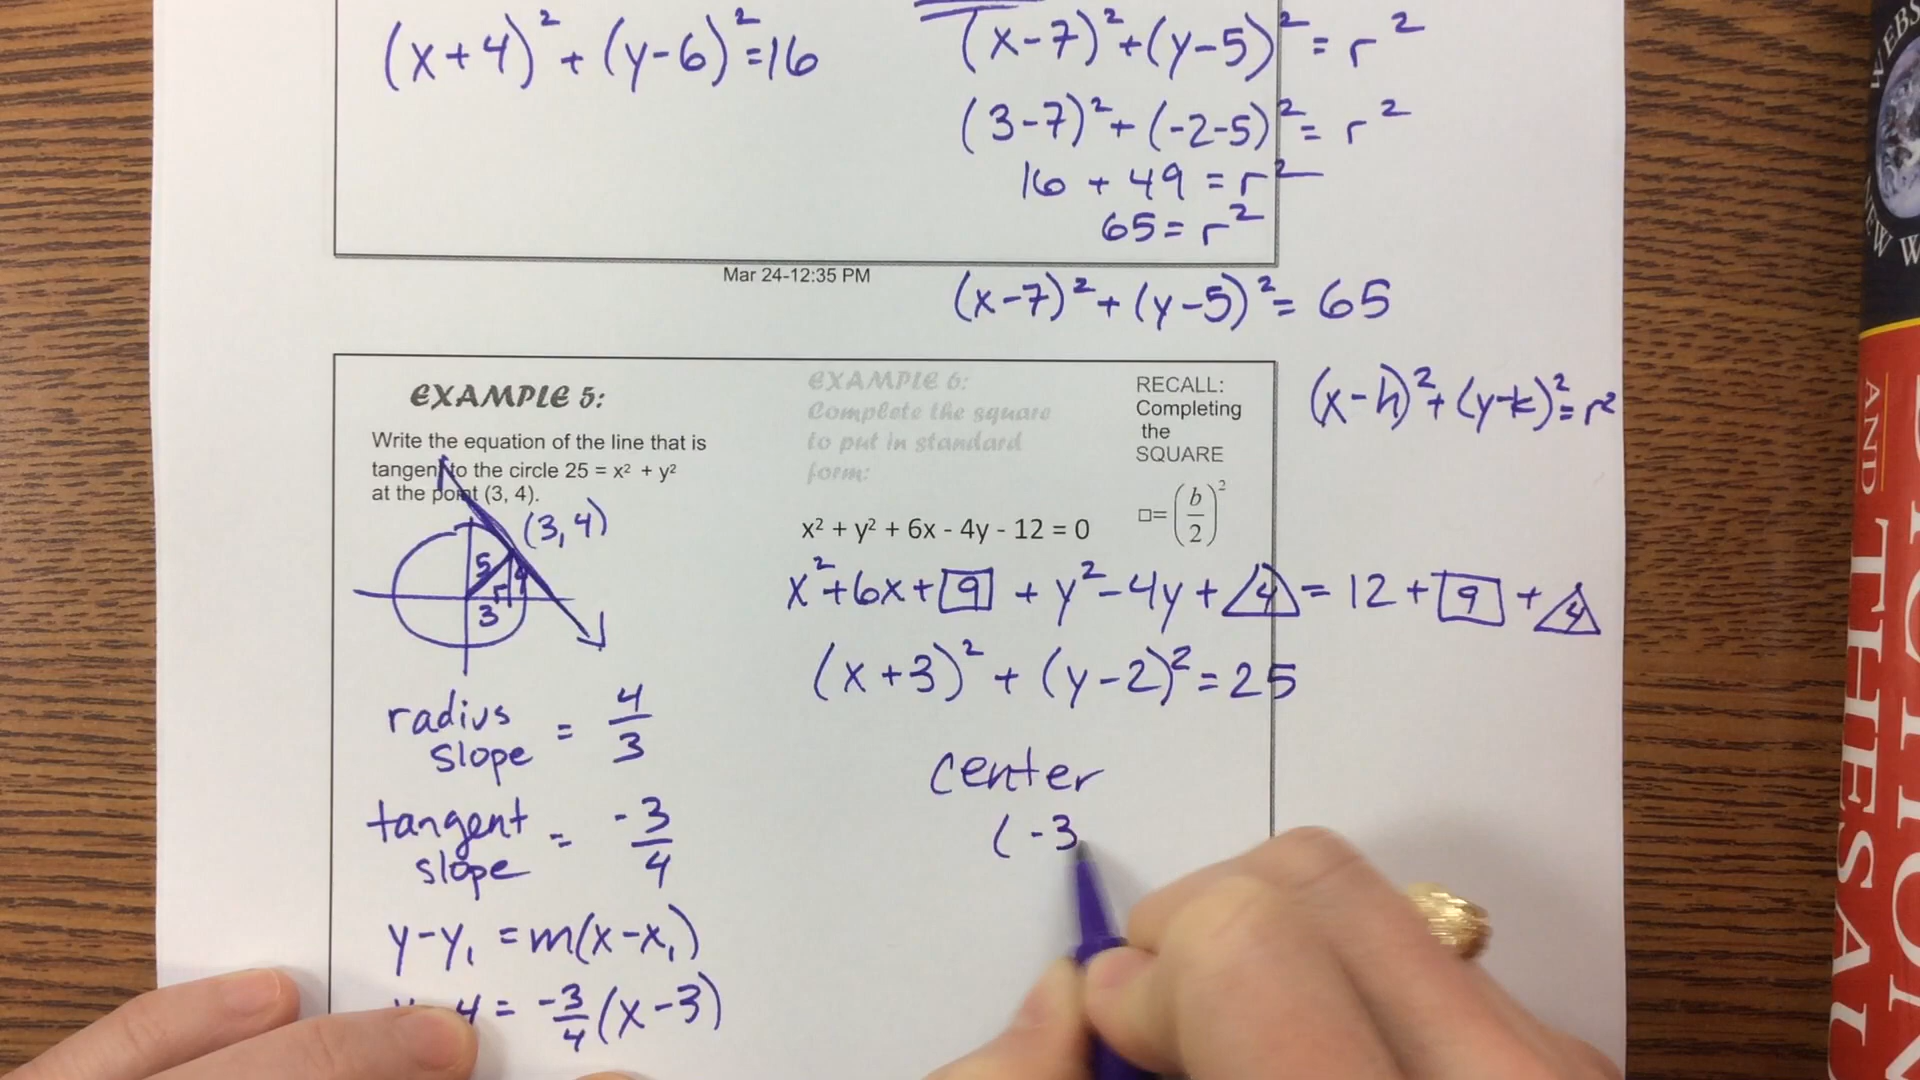 (x+4)²+(y-6)²=16
(x-7)²+(y-5)²=r²
(3-7)²+(-2-5)²=r²
16+49=r²
65=r²
Mar 24-12:35 PM
(x-7)²+(y-5)²=65
EXAMPLE 5:
Write the equation of the line that is
tangent to the circle 25 = x² + y²
at the point (3, 4).
(3,4)
5
4
3
radius slope = 4/3
tangent slope = -3/4
y-y₁=m(x-x₁)
y-4=-3/4(x-3)
EXAMPLE 6:
Complete the square
to put in standard
form:
RECALL:
Completing
the
SQUARE
□=(b/2)²
(x-h)²+(y-k)²=r²
x² + y² + 6x - 4y - 12 = 0
x²+6x+9+y²-4y+4=12+9+4
(x+3)²+(y-2)²=25
center
(-3
NEW W
AND
THESAU